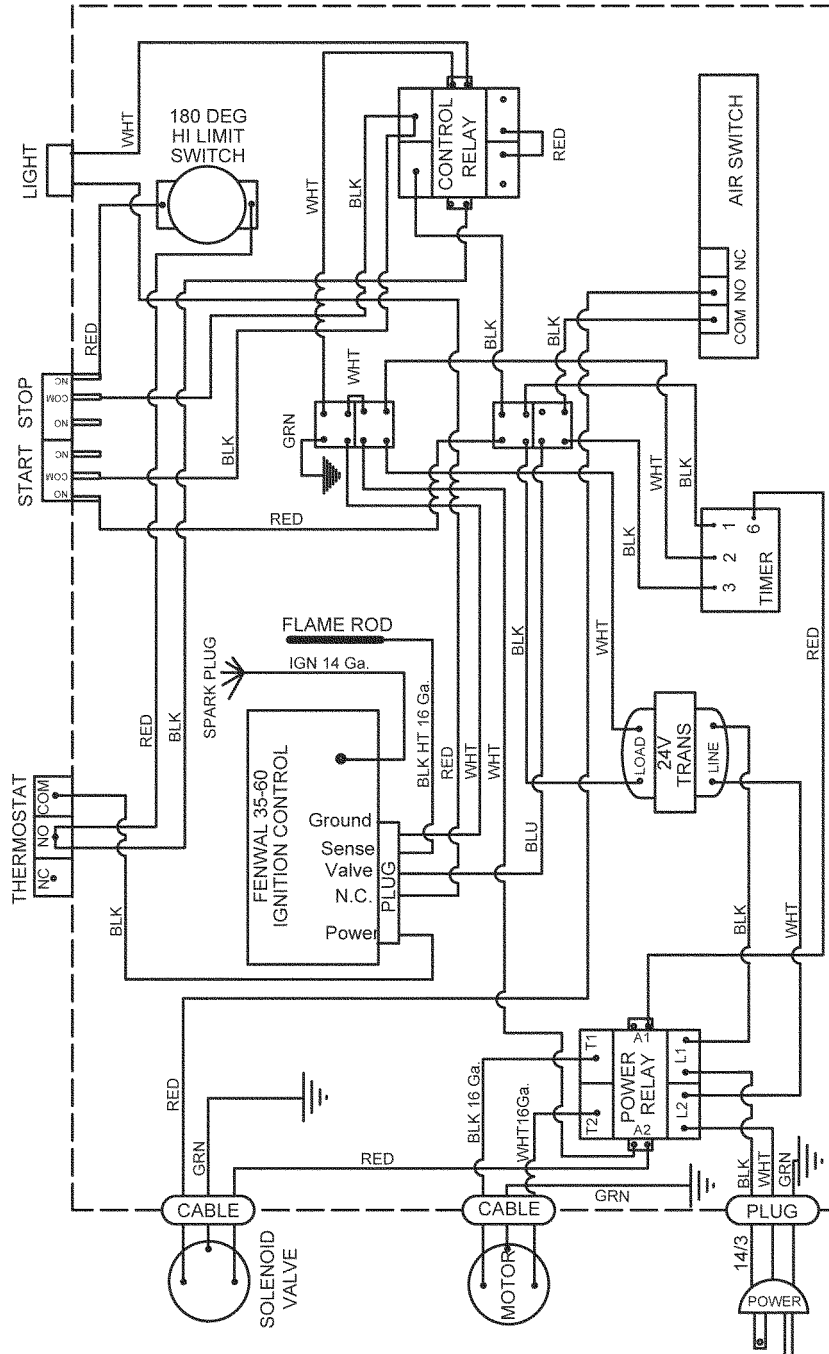 LIGHT
WHT
180 DEG
HI LIMIT
SWITCH
WHT
BLK
CONTROL
RELAY
RED
AIR SWITCH
COM NO NC
RED
START STOP
NO
COM
NC
NO
COM
NC
BLK
GRN
WHT
BLK
BLK
RED
BLK
WHT
BLK
1
2
3
6
TIMER
FLAME ROD
IGN 14 Ga.
SPARK PLUG
BLK
WHT
RED
RED
BLK
BLK HT 16 Ga.
RED
WHT
WHT
THERMOSTAT
NC
NO
COM
BLK
FENWAL 35-60
IGNITION CONTROL
Ground
Sense
Valve
N.C.
Power
PLUG
BLU
LOAD
24V
TRANS
LINE
BLK
WHT
RED
GRN
RED
BLK 16 Ga.
WHT16Ga.
T1
T2
A1
A2
POWER
RELAY
L1
L2
GRN
BLK
WHT
GRN
CABLE
CABLE
PLUG
SOLENOID
VALVE
MOTOR
14/3
POWER